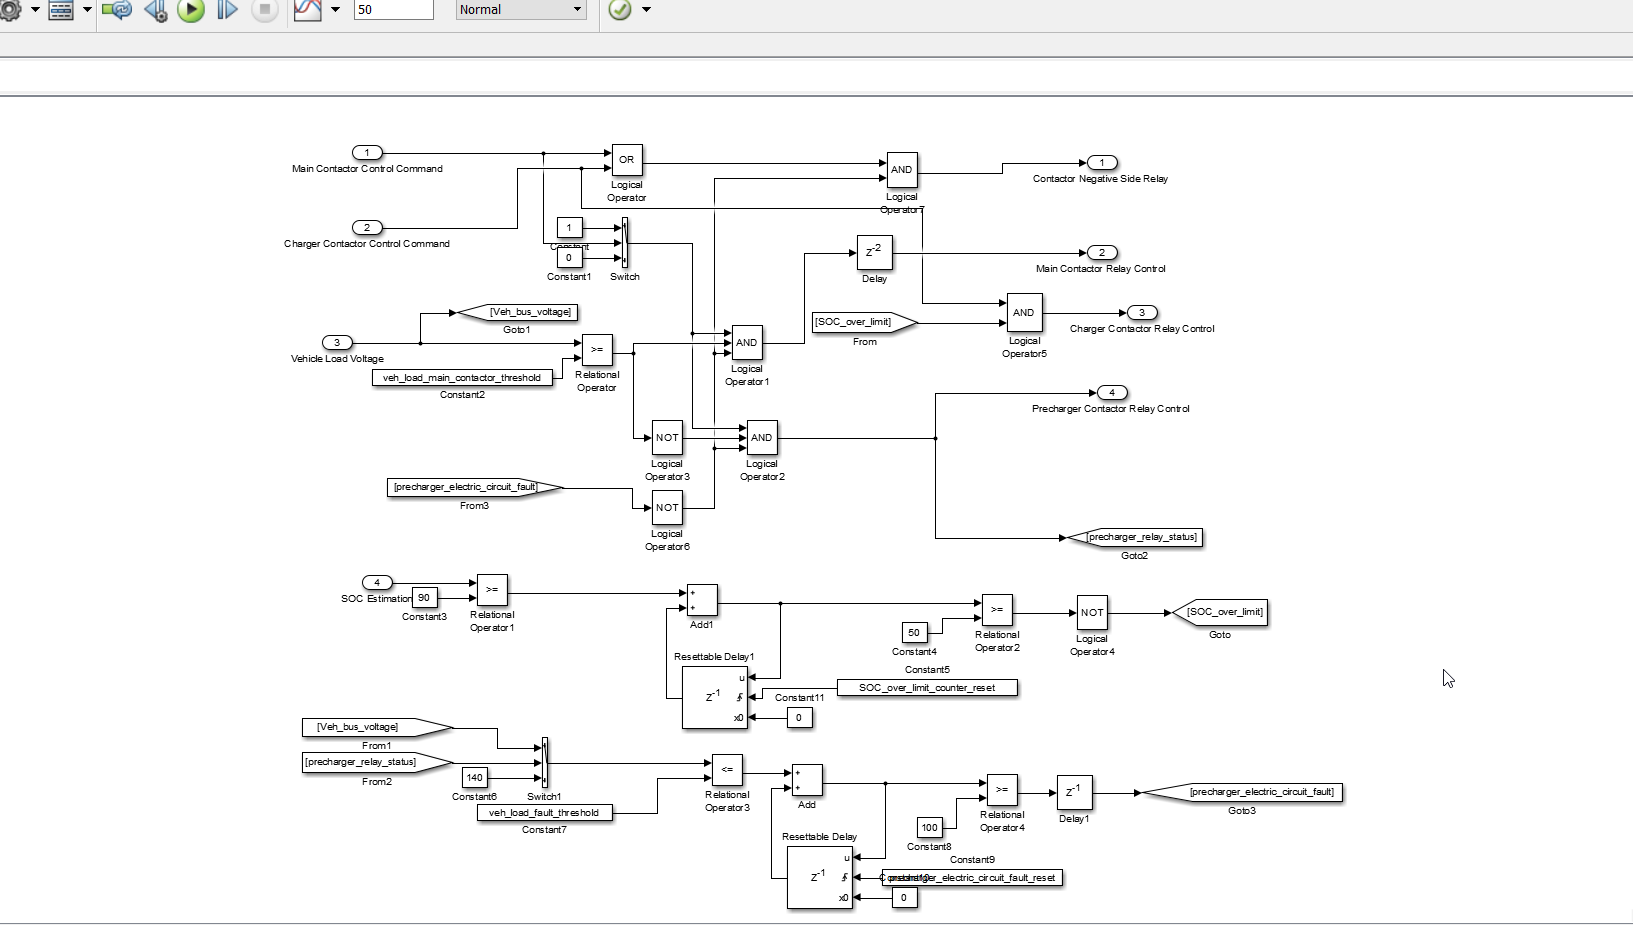 50
Normal
1
Main Contactor Control Command
OR
Logical
Operator
AND
Logical
Operator7
1
Contactor Negative Side Relay
2
Charger Contactor Control Command
1
Constant
0
Constant1
Switch
Z-2
Delay
2
Main Contactor Relay Control
[Veh_bus_voltage]
Goto1
[SOC_over_limit]
From
AND
Logical
Operator5
3
Charger Contactor Relay Control
3
Vehicle Load Voltage
>=
Relational
Operator
veh_load_main_contactor_threshold
Constant2
AND
Logical
Operator1
4
Precharger Contactor Relay Control
NOT
Logical
Operator3
AND
Logical
Operator2
[precharger_electric_circuit_fault]
From3
NOT
Logical
Operator6
[precharger_relay_status]
Goto2
4
SOC Estimation
90
Constant3
>=
Relational
Operator1
+
+
Add1
50
Constant4
>=
Relational
Operator2
NOT
Logical
Operator4
[SOC_over_limit]
Goto
Resettable Delay1
u
Z-1
x0
Constant5
SOC_over_limit_counter_reset
Constant11
0
[Veh_bus_voltage]
From1
[precharger_relay_status]
From2
140
Constant6
Switch1
veh_load_fault_threshold
Constant7
<=
Relational
Operator3
+
+
Add
100
Constant8
>=
Relational
Operator4
Z-1
Delay1
[precharger_electric_circuit_fault]
Goto3
Resettable Delay
u
Z-1
x0
Constant9
precharger_electric_circuit_fault_reset
Constant10
0